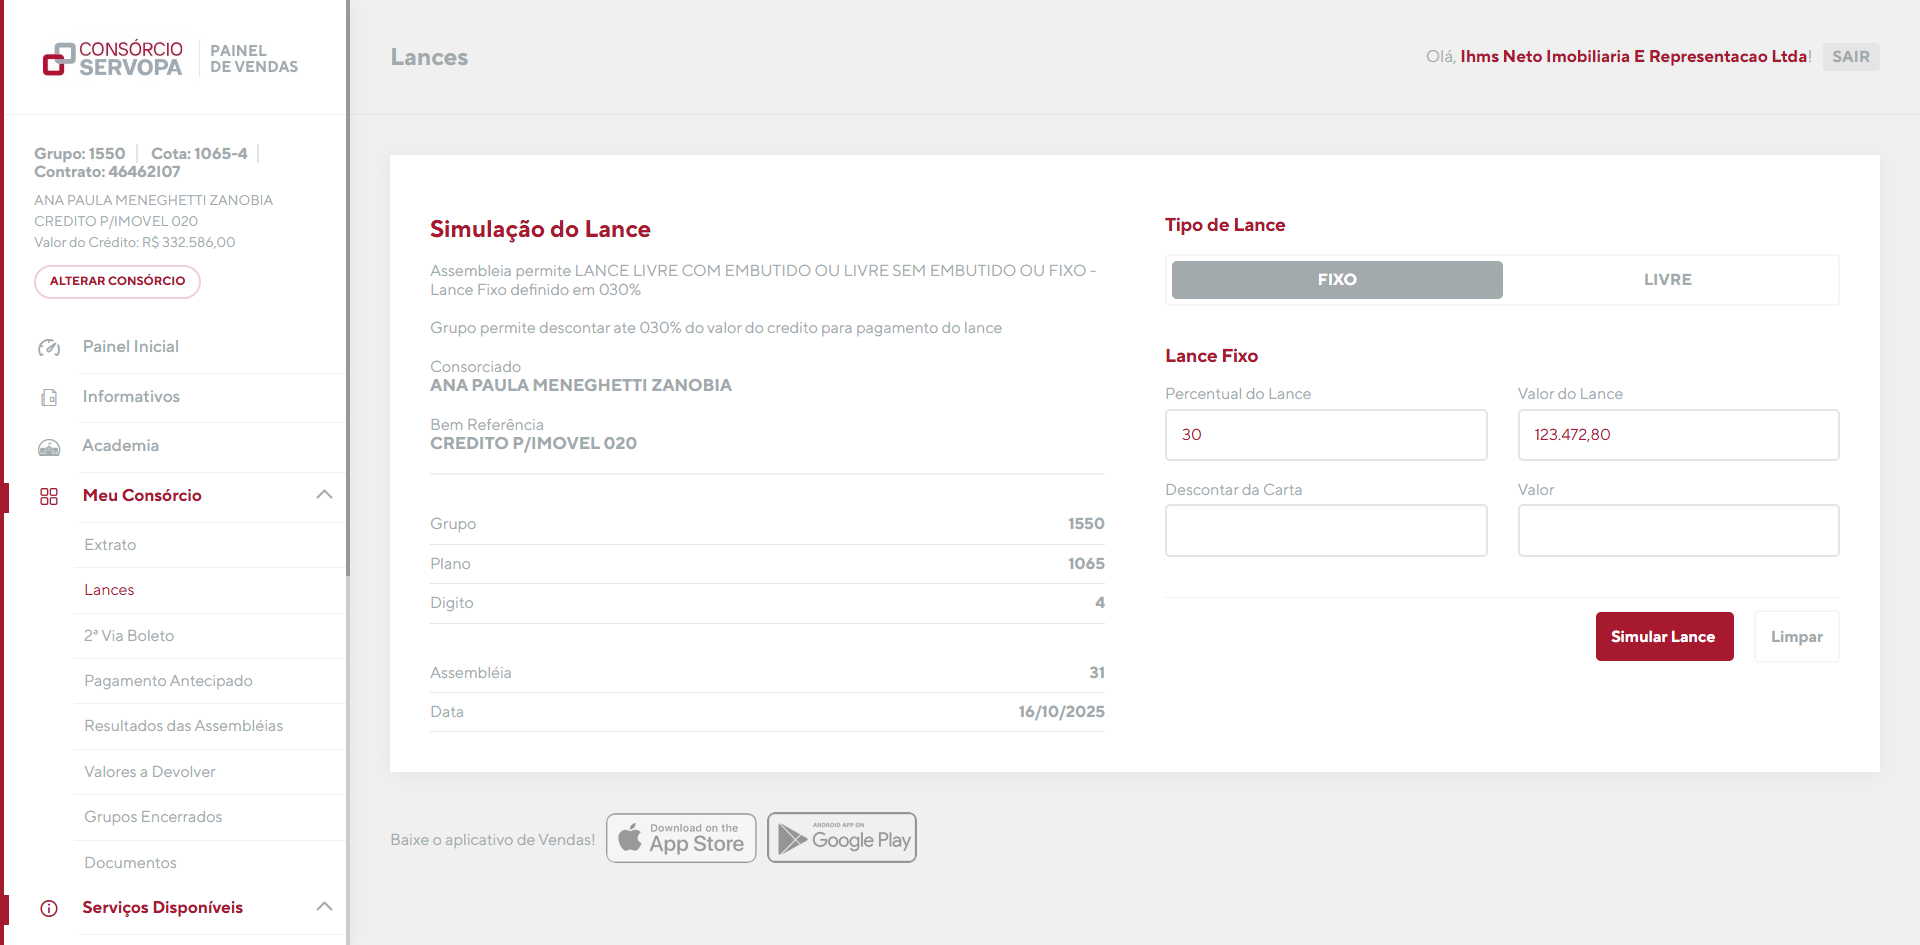 CONSÓRCIO
SERVOPA
PAINEL
DE VENDAS
Grupo: 1550
Cota: 1065-4
Contrato: 46462I07
ANA PAULA MENEGHETTI ZANOBIA
CREDITO P/IMOVEL 020
Valor do Crédito: R$ 332.586,00
ALTERAR CONSÓRCIO
Painel Inicial
Informativos
Academia
Meu Consórcio
Extrato
Lances
2ª Via Boleto
Pagamento Antecipado
Resultados das Assembléias
Valores a Devolver
Grupos Encerrados
Documentos
Serviços Disponíveis
Lances
Olá, Ihms Neto Imobiliaria E Representacao Ltda!
SAIR
Simulação do Lance
Assembleia permite LANCE LIVRE COM EMBUTIDO OU LIVRE SEM EMBUTIDO OU FIXO -
Lance Fixo definido em 030%
Grupo permite descontar ate 030% do valor do credito para pagamento do lance
Consorciado
ANA PAULA MENEGHETTI ZANOBIA
Bem Referência
CREDITO P/IMOVEL 020
Grupo 1550
Plano 1065
Digito 4
Assembléia 31
Data 16/10/2025
Tipo de Lance
FIXO
LIVRE
Lance Fixo
Percentual do Lance
30
Valor do Lance
123.472,80
Descontar da Carta
Valor
Simular Lance
Limpar
Baixe o aplicativo de Vendas!
Download on the
App Store
ANDROID APP ON
Google Play